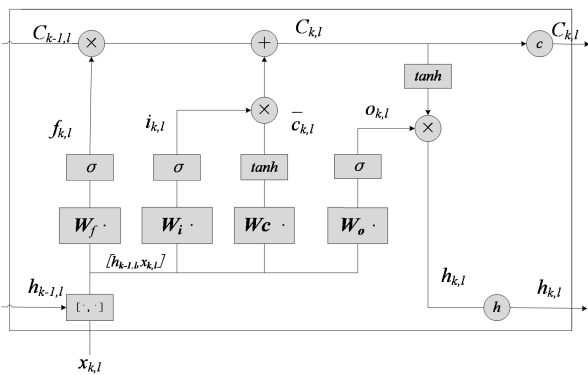 C_{k-1,l} × + C_{k,l} c C_{k,l}
tanh
f_{k,l} i_{k,l} × c̅_{k,l} o_{k,l} ×
σ σ tanh σ
W_f · W_i · Wc · W_o ·
[h_{k-1,l}, x_{k,l}]
h_{k-1,l} [·,·] h_{k,l} h h_{k,l}
x_{k,l}